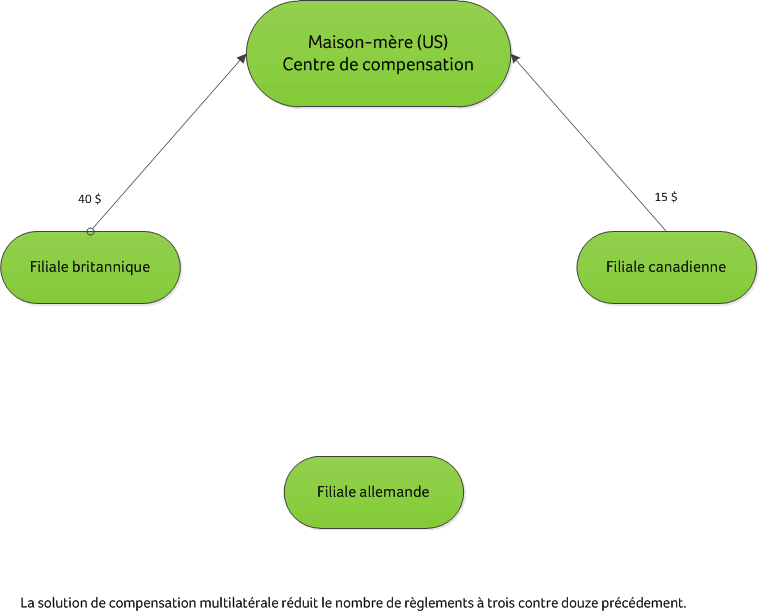 Maison-mère (US)
Centre de compensation
40 $
15 $
Filiale britannique
Filiale canadienne
Filiale allemande
La solution de compensation multilatérale réduit le nombre de règlements à trois contre douze précédement.